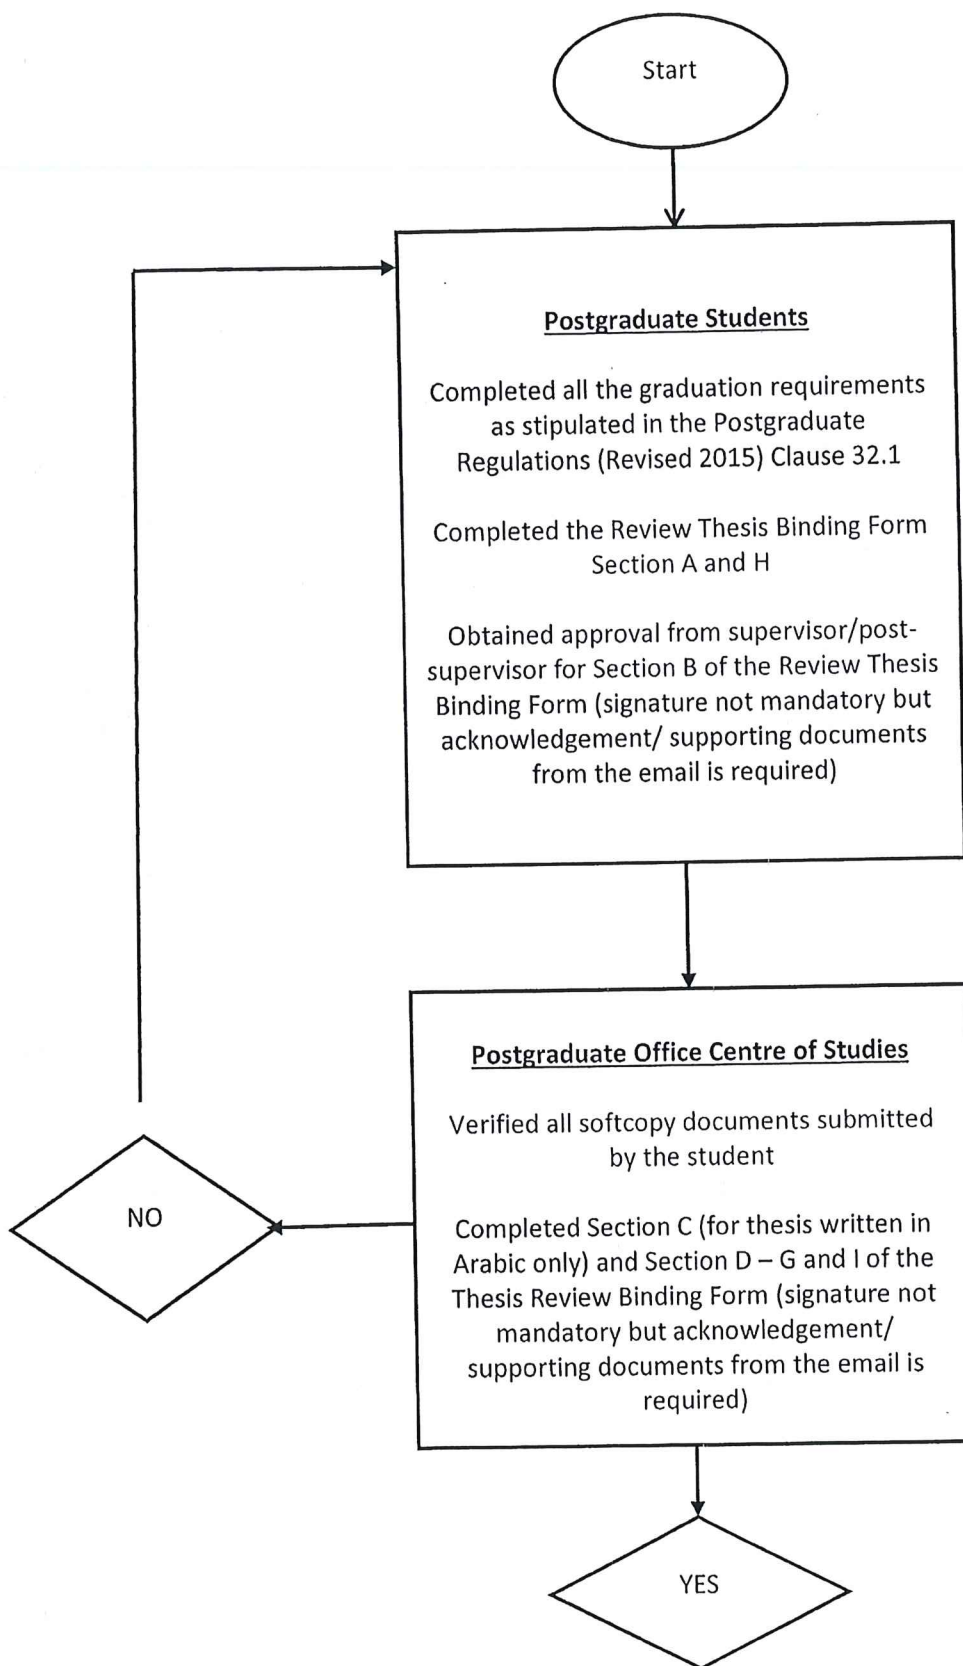 Start
Postgraduate Students
Completed all the graduation requirements
as stipulated in the Postgraduate
Regulations (Revised 2015) Clause 32.1
Completed the Review Thesis Binding Form
Section A and H
Obtained approval from supervisor/post-
supervisor for Section B of the Review Thesis
Binding Form (signature not mandatory but
acknowledgement/ supporting documents
from the email is required)
Postgraduate Office Centre of Studies
Verified all softcopy documents submitted
by the student
NO
Completed Section C (for thesis written in
Arabic only) and Section D – G and I of the
Thesis Review Binding Form (signature not
mandatory but acknowledgement/
supporting documents from the email is
required)
YES